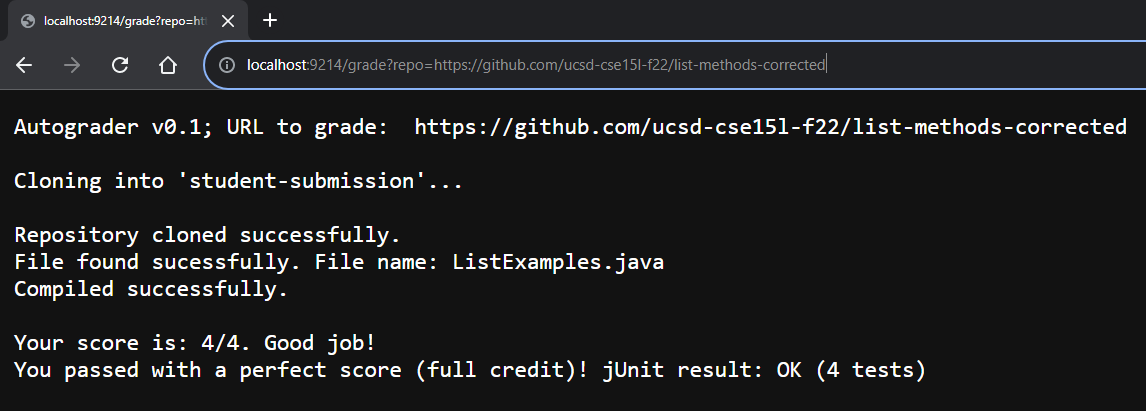 localhost:9214/grade?repo=htt
localhost:9214/grade?repo=https://github.com/ucsd-cse15l-f22/list-methods-corrected
Autograder v0.1; URL to grade:  https://github.com/ucsd-cse15l-f22/list-methods-corrected
Cloning into 'student-submission'...
Repository cloned successfully.
File found sucessfully. File name: ListExamples.java
Compiled successfully.
Your score is: 4/4. Good job!
You passed with a perfect score (full credit)! jUnit result: OK (4 tests)